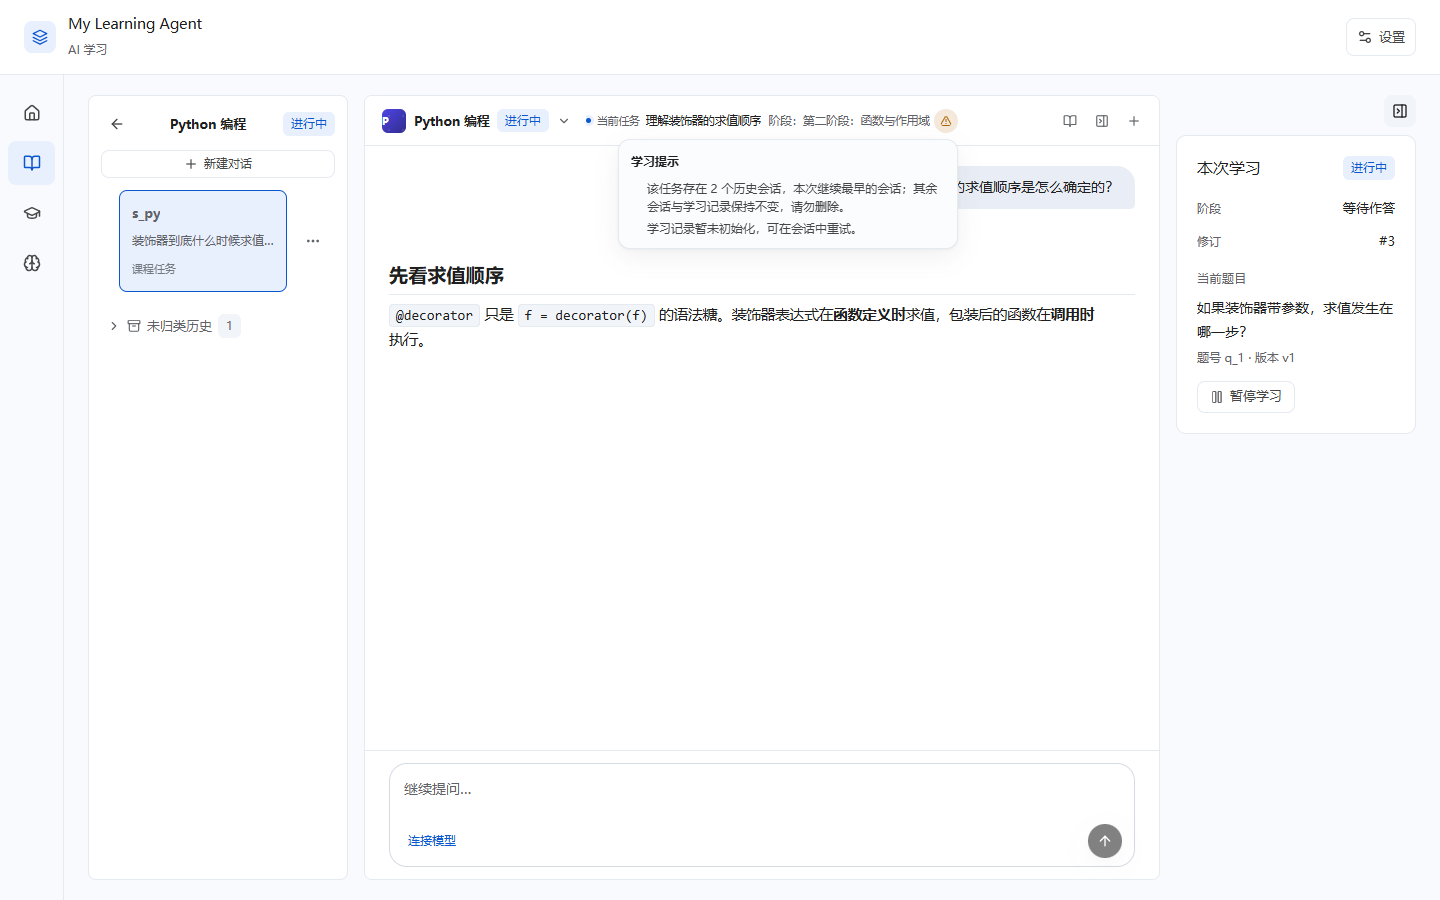 My Learning Agent
AI 学习
设置
Python 编程
进行中
新建对话
s_py
装饰器到底什么时候求值...
课程任务
未归类历史 1
P
Python 编程
进行中
当前任务 理解装饰器的求值顺序 阶段：第二阶段：函数与作用域
学习提示
该任务存在 2 个历史会话，本次继续最早的会话；其余
会话与学习记录保持不变，请勿删除。
学习记录暂未初始化，可在会话中重试。
的求值顺序是怎么确定的？
先看求值顺序
@decorator 只是 f = decorator(f) 的语法糖。装饰器表达式在函数定义时求值，包装后的函数在调用时
执行。
继续提问...
连接模型
本次学习
进行中
阶段 等待作答
修订 #3
当前题目
如果装饰器带参数，求值发生在
哪一步？
题号 q_1 · 版本 v1
暂停学习